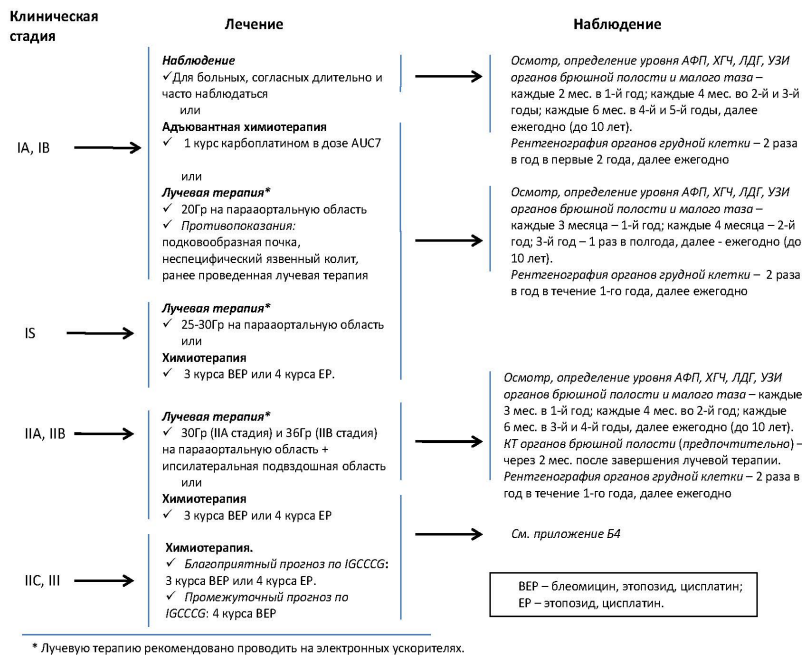 Клиническая
стадия
Лечение
Наблюдение
IA, IB
Наблюдение
✓Для больных, согласных длительно и
часто наблюдаться
или
Адъювантная химиотерапия
✓ 1 курс карбоплатином в дозе AUC7
или
Лучевая терапия*
✓ 20Гр на парааортальную область
✓ Противопоказания:
подковообразная почка,
неспецифический язвенный колит,
ранее проведенная лучевая терапия
Осмотр, определение уровня АФП, ХГЧ, ЛДГ, УЗИ
органов брюшной полости и малого таза –
каждые 2 мес. в 1-й год; каждые 4 мес. во 2-й и 3-й
годы; каждые 6 мес. в 4-й и 5-й годы, далее
ежегодно (до 10 лет).
Рентгенография органов грудной клетки – 2 раза
в год в первые 2 года, далее ежегодно
Осмотр, определение уровня АФП, ХГЧ, ЛДГ, УЗИ
органов брюшной полости и малого таза –
каждые 3 месяца – 1-й год; каждые 4 месяца – 2-й
год; 3-й год – 1 раз в полгода, далее - ежегодно (до
10 лет).
Рентгенография органов грудной клетки – 2 раза
в год в течение 1-го года, далее ежегодно
IS
Лучевая терапия*
✓ 25-30Гр на парааортальную область
или
Химиотерапия
✓ 3 курса BEP или 4 курса EP.
IIA, IIB
Лучевая терапия*
✓ 30Гр (IIA стадия) и 36Гр (IIB стадия)
на парааортальную область +
ипсилатеральная подвздошная область
или
Химиотерапия
✓ 3 курса BEP или 4 курса EP
Осмотр, определение уровня АФП, ХГЧ, ЛДГ, УЗИ
органов брюшной полости и малого таза – каждые
3 мес. в 1-й год; каждые 4 мес. во 2-й год; каждые
6 мес. в 3-й и 4-й годы, далее ежегодно (до 10 лет).
КТ органов брюшной полости (предпочтительно) –
через 2 мес. после завершения лучевой терапии.
Рентгенография органов грудной клетки – 2 раза в
год в течение 1-го года, далее ежегодно
IIC, III
Химиотерапия.
✓ Благоприятный прогноз по IGCCCG:
3 курса BEP или 4 курса EP.
✓ Промежуточный прогноз по
IGCCCG: 4 курса BEP
См. приложение Б4
BEP – блеомицин, этопозид, цисплатин;
EP – этопозид, цисплатин.
* Лучевую терапию рекомендовано проводить на электронных ускорителях.